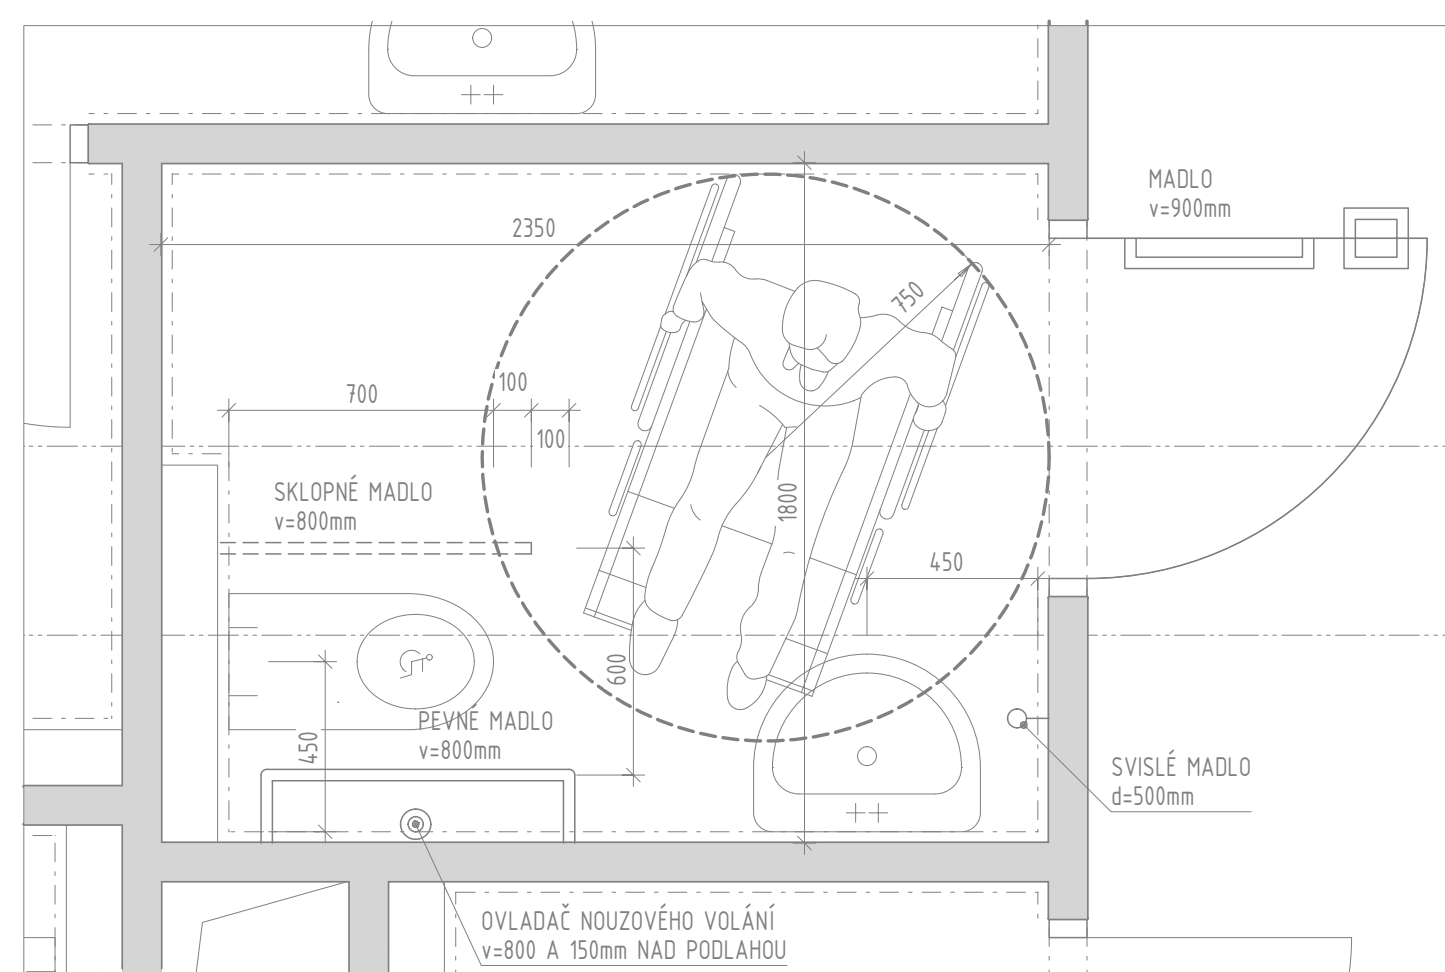 MADLO
v=900mm
2350
750
700
100
100
SKLOPNÉ MADLO
v=800mm
1800
450
600
PEVNÉ MADLO
v=800mm
450
SVISLÉ MADLO
d=500mm
OVLADAČ NOUZOVÉHO VOLÁNÍ
v=800 A 150mm NAD PODLAHOU